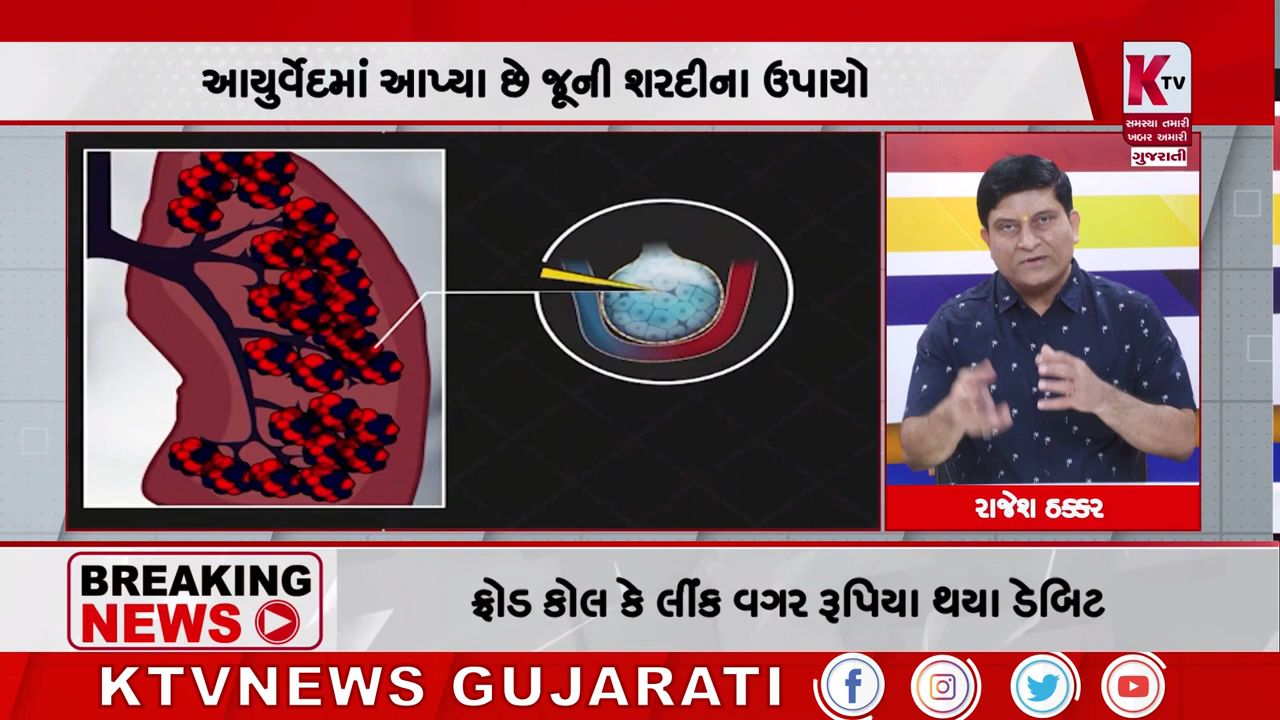 આયુર્વેદમાં આપ્યા છે જૂની શરદીના ઉપાયો
KTV
સમસ્યા તમારી
ખબર અમારી
ગુજરાતી
રાજેશ ઠક્કર
BREAKING
NEWS
ફ્રોડ કોલ કે લીંક વગર રૂપિયા થયા ડેબિટ
KTVNEWS GUJARATI